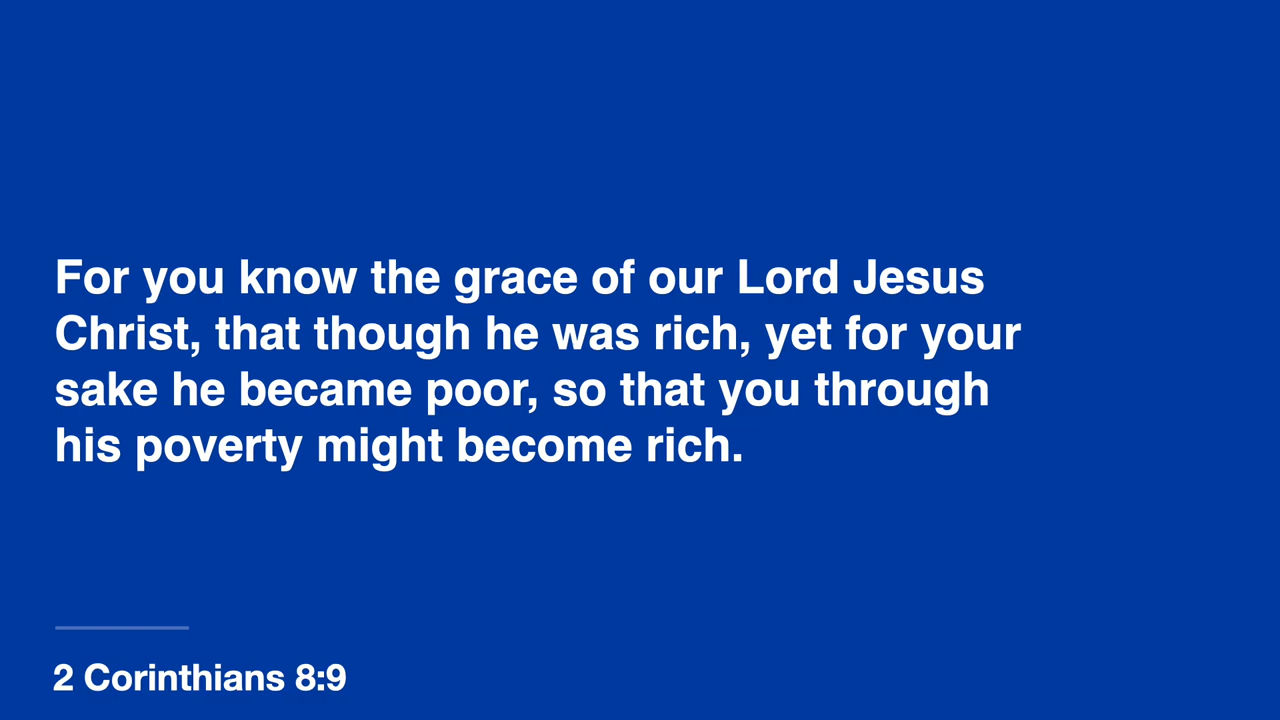 For you know the grace of our Lord Jesus
Christ, that though he was rich, yet for your
sake he became poor, so that you through
his poverty might become rich.
2 Corinthians 8:9